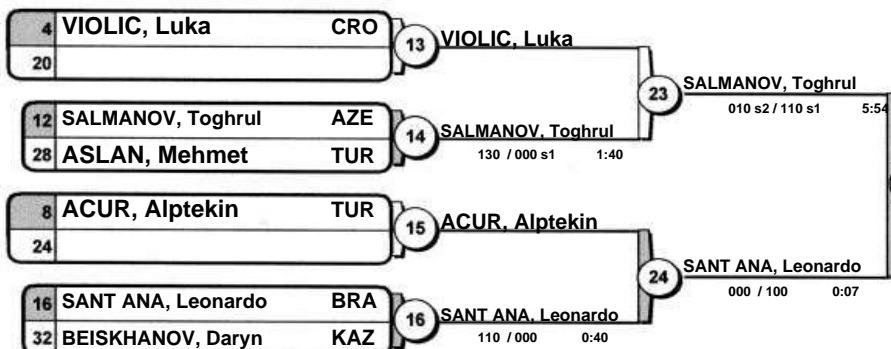 4 VIOLIC, Luka CRO
20
13 VIOLIC, Luka
12 SALMANOV, Toghrul AZE
28 ASLAN, Mehmet TUR
14 SALMANOV, Toghrul
130 / 000 s1 1:40
23 SALMANOV, Toghrul
010 s2 / 110 s1 5:54
8 ACUR, Alptekin TUR
24
15 ACUR, Alptekin
16 SANT ANA, Leonardo BRA
32 BEISKHANOV, Daryn KAZ
16 SANT ANA, Leonardo
110 / 000 0:40
24 SANT ANA, Leonardo
000 / 100 0:07